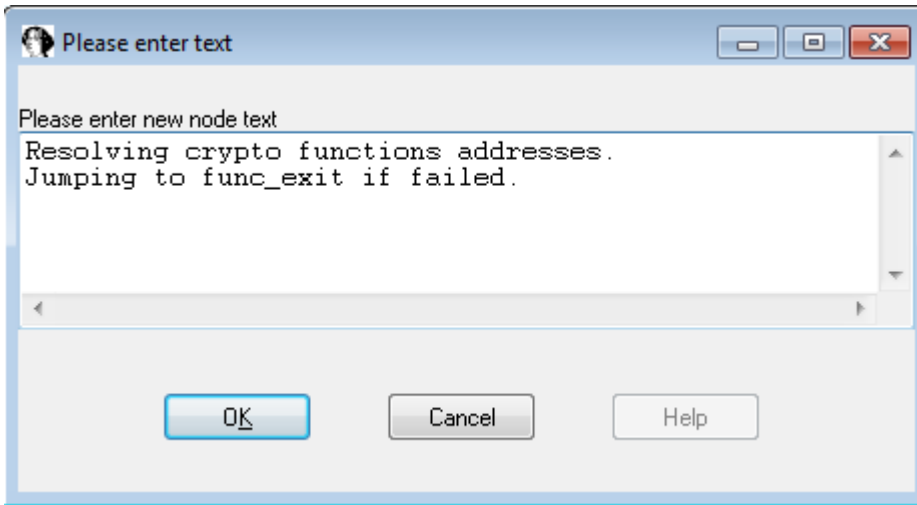 Please enter text
Please enter new node text
Resolving crypto functions addresses.
Jumping to func_exit if failed.
OK
Cancel
Help